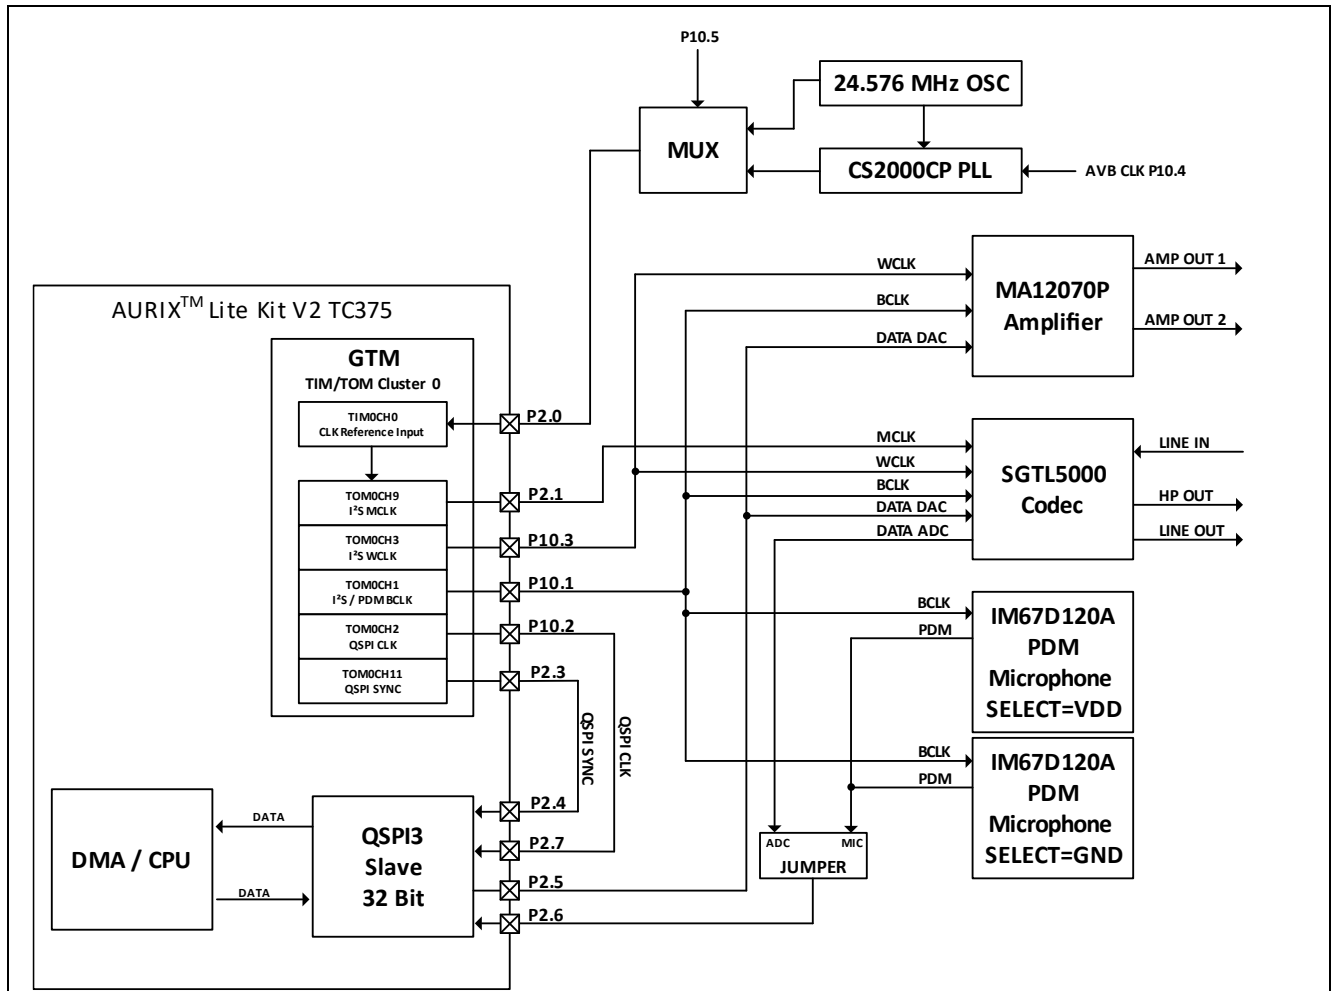 P10.5
24.576 MHz OSC
MUX
CS2000CP PLL
AVB CLK P10.4
WCLK
BCLK
DATA DAC
MA12070P
Amplifier
AMP OUT 1
AMP OUT 2
AURIX™ Lite Kit V2 TC375
GTM
TIM/TOM Cluster 0
TIM0CH0
CLK Reference Input
P2.0
TOM0CH9
I²S MCLK
P2.1
TOM0CH3
I²S WCLK
P10.3
TOM0CH1
I²S / PDM BCLK
P10.1
TOM0CH2
QSPI CLK
P10.2
TOM0CH11
QSPI SYNC
P2.3
MCLK
WCLK
BCLK
DATA DAC
DATA ADC
SGTL5000
Codec
LINE IN
HP OUT
LINE OUT
BCLK
PDM
IM67D120A
PDM
Microphone
SELECT=VDD
BCLK
PDM
IM67D120A
PDM
Microphone
SELECT=GND
QSPI SYNC
QSPI CLK
DMA / CPU
DATA
DATA
QSPI3
Slave
32 Bit
P2.4
P2.7
P2.5
P2.6
ADC
MIC
JUMPER